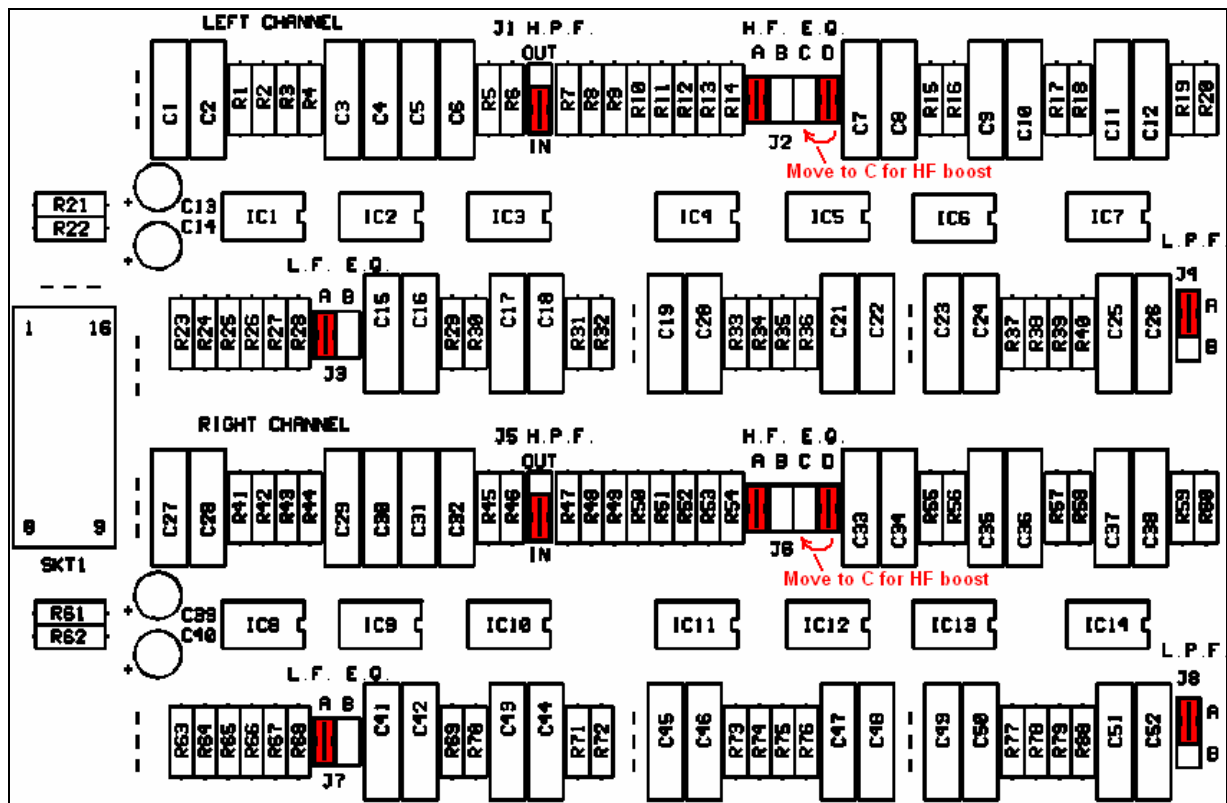 LEFT CHANNEL J1 H.P.F. H.F. E.Q.
OUT A B C D
C1 C2 R1 R2 R3 R4 C3 C4 C5 C6 R5 R6 R7 R8 R9 R10 R11 R12 R13 R14 C7 C8 R15 R16 C9 C10 R17 R18 C11 C12 R19 R20
IN J2
Move to C for HF boost
R21 C13 IC1 IC2 IC3 IC4 IC5 IC6 IC7
R22 C14
L.F. E.Q. L.P.F.
A B J4
R23 R24 R25 R26 R27 R28 C15 C16 R29 R30 C17 C18 R31 R32 C19 C20 R33 R34 R35 R36 C21 C22 C23 C24 R37 R38 R39 R40 C25 C26 A
B
J3
1 16
8 9
SKT1
RIGHT CHANNEL J5 H.P.F. H.F. E.Q.
OUT A B C D
C27 C28 R41 R42 R43 R44 C29 C30 C31 C32 R45 R46 R47 R48 R49 R50 R51 R52 R53 R54 C33 C34 R55 R56 C35 C36 R57 R58 C37 C38 R59 R60
IN J6
Move to C for HF boost
R61 C39 IC8 IC9 IC10 IC11 IC12 IC13 IC14
R62 C40
L.F. E.Q. L.P.F.
A B J8
R63 R64 R65 R66 R67 R68 C41 C42 R69 R70 C43 C44 R71 R72 C45 C46 R73 R74 R75 R76 C47 C48 C49 C50 R77 R78 R79 R80 C51 C52 A
B
J7